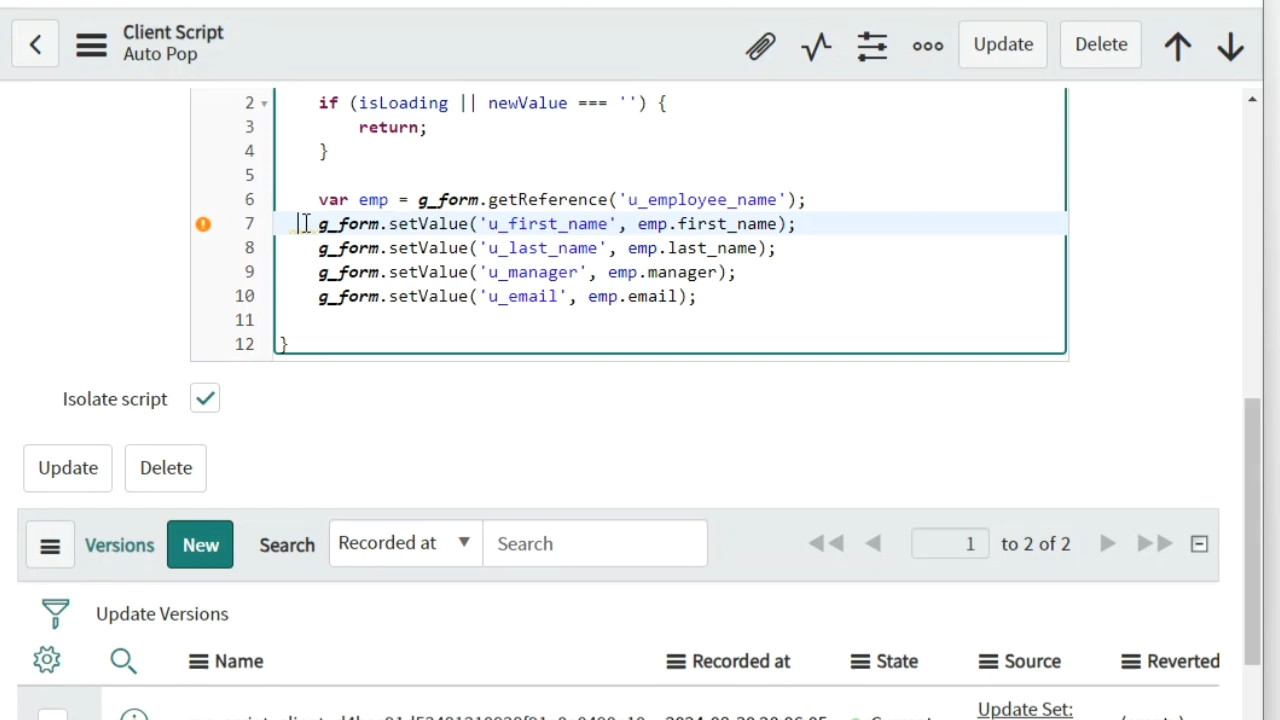 Client Script
Auto Pop
Update
Delete
2 if (isLoading || newValue === '') {
3 return;
4 }
5
6 var emp = g_form.getReference('u_employee_name');
7 g_form.setValue('u_first_name', emp.first_name);
8 g_form.setValue('u_last_name', emp.last_name);
9 g_form.setValue('u_manager', emp.manager);
10 g_form.setValue('u_email', emp.email);
11
12 }
Isolate script
Update
Delete
Versions New Search Recorded at Search 1 to 2 of 2
Update Versions
Name Recorded at State Source Reverted
Update Set: